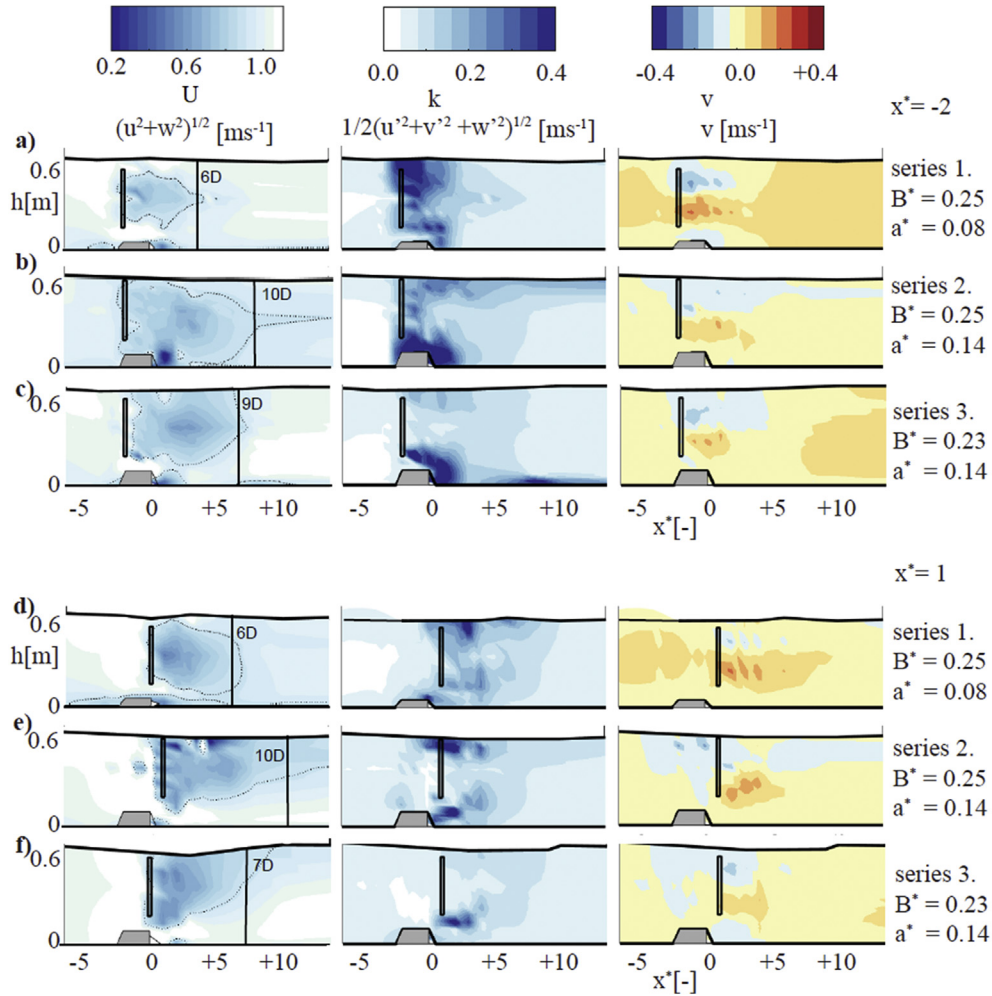 0.2 0.6 1.0 0.0 0.2 0.4 -0.4 0.0 +0.4
U k v
(u²+w²)¹/² [ms⁻¹] 1/2(u'²+v'² +w'²)¹/² [ms⁻¹] v [ms⁻¹] x* = -2
a)
0.6 6D series 1.
h[m] B* = 0.25
0 a* = 0.08
b)
0.6 10D series 2.
B* = 0.25
0 a* = 0.14
c)
0.6 9D series 3.
B* = 0.23
0 a* = 0.14
-5 0 +5 +10 -5 0 +5 +10 -5 0 +5 +10
x*[-]
x*= 1
d)
0.6 6D series 1.
h[m] B* = 0.25
0 a* = 0.08
e)
0.6 10D series 2.
B* = 0.25
0 a* = 0.14
f)
0.6 7D series 3.
B* = 0.23
0 a* = 0.14
-5 0 +5 +10 -5 0 +5 +10 -5 0 +5 +10
x*[-]